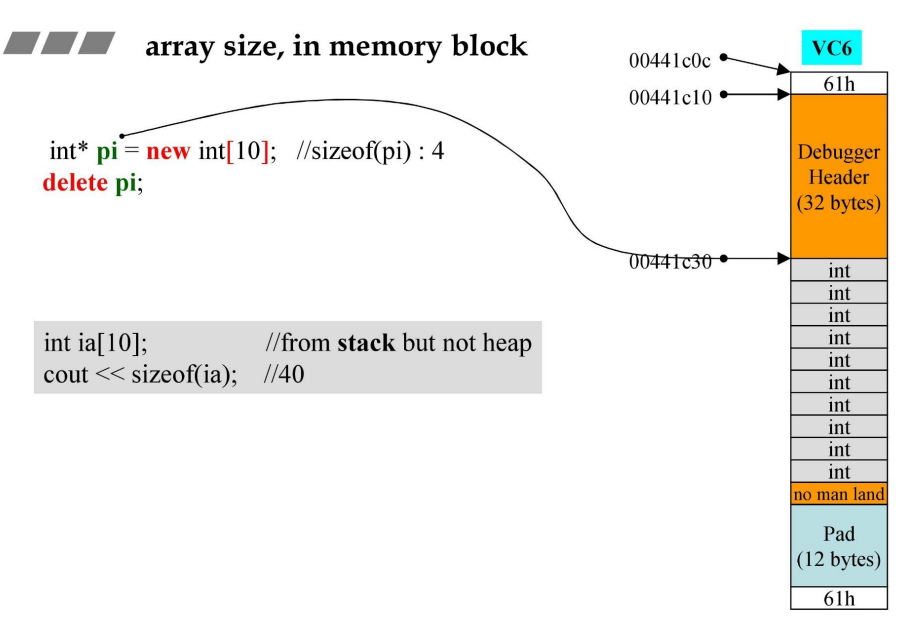 array size, in memory block
int* pi = new int[10]; //sizeof(pi) : 4
delete pi;
int ia[10]; //from stack but not heap
cout << sizeof(ia); //40
VC6
00441c0c
61h
00441c10
Debugger
Header
(32 bytes)
00441c30
int
int
int
int
int
int
int
int
int
int
no man land
Pad
(12 bytes)
61h